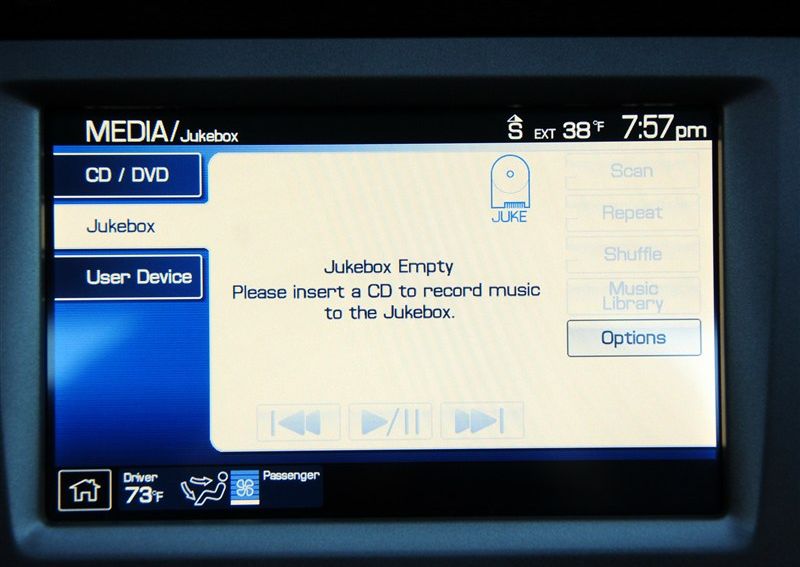 MEDIA/Jukebox
S EXT 38°F 7:57pm
CD / DVD
Jukebox
User Device
JUKE
Jukebox Empty
Please insert a CD to record music
to the Jukebox.
Scan
Repeat
Shuffle
Music
Library
Options
Driver
73°F
Passenger